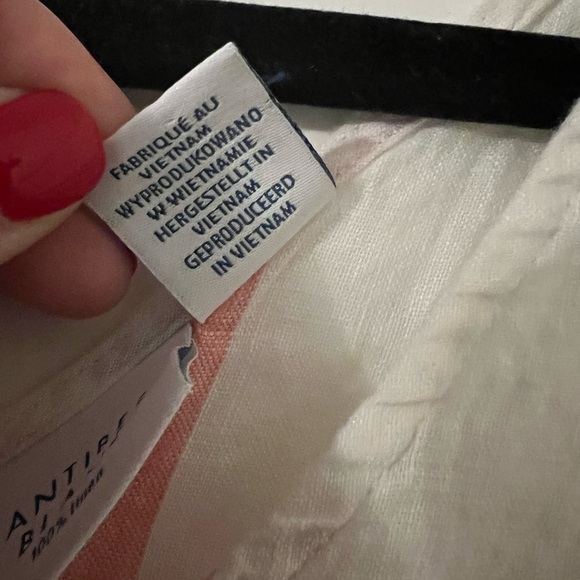 FABRIQUÉ AU
VIETNAM
WYPRODUKOWANO
W WIETNAMIE
HERGESTELLT IN
VIETNAM
GEPRODUCEERD
IN VIETNAM
100% linen